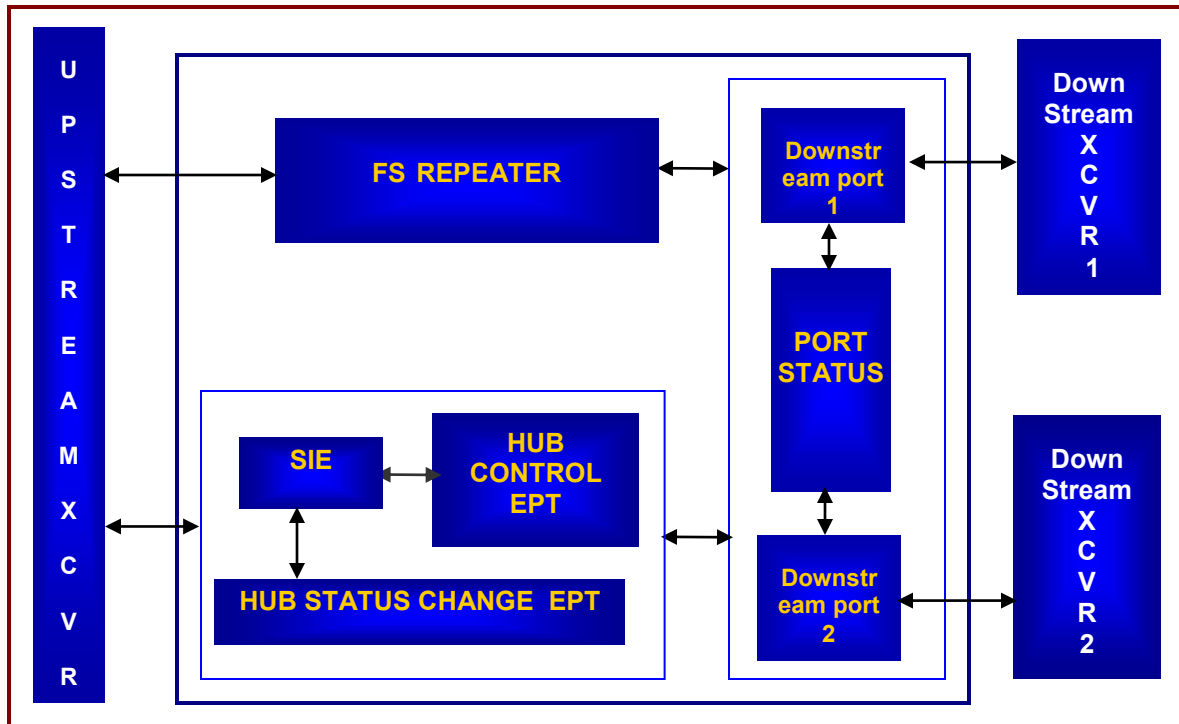 U
P
S
T
R
E
A
M
X
C
V
R
FS REPEATER
Downstr
eam port
1
Down
Stream
X
C
V
R
1
PORT
STATUS
SIE
HUB
CONTROL
EPT
HUB STATUS CHANGE EPT
Downstr
eam port
2
Down
Stream
X
C
V
R
2